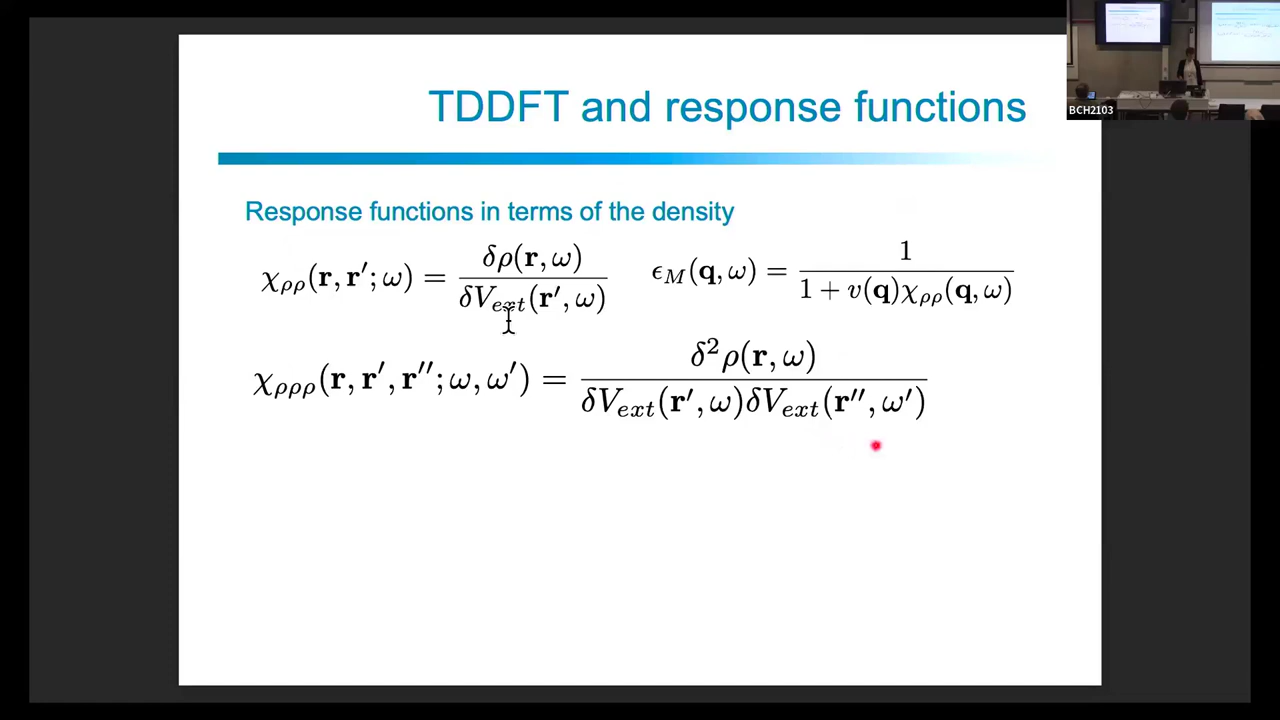 TDDFT and response functions
BCH2103
Response functions in terms of the density
χρρ(r, r′; ω) = δρ(r, ω) / δVext(r′, ω)    ϵM(q, ω) = 1 / (1 + v(q)χρρ(q, ω))
χρρρ(r, r′, r′′; ω, ω′) = δ²ρ(r, ω) / (δVext(r′, ω)δVext(r′′, ω′))